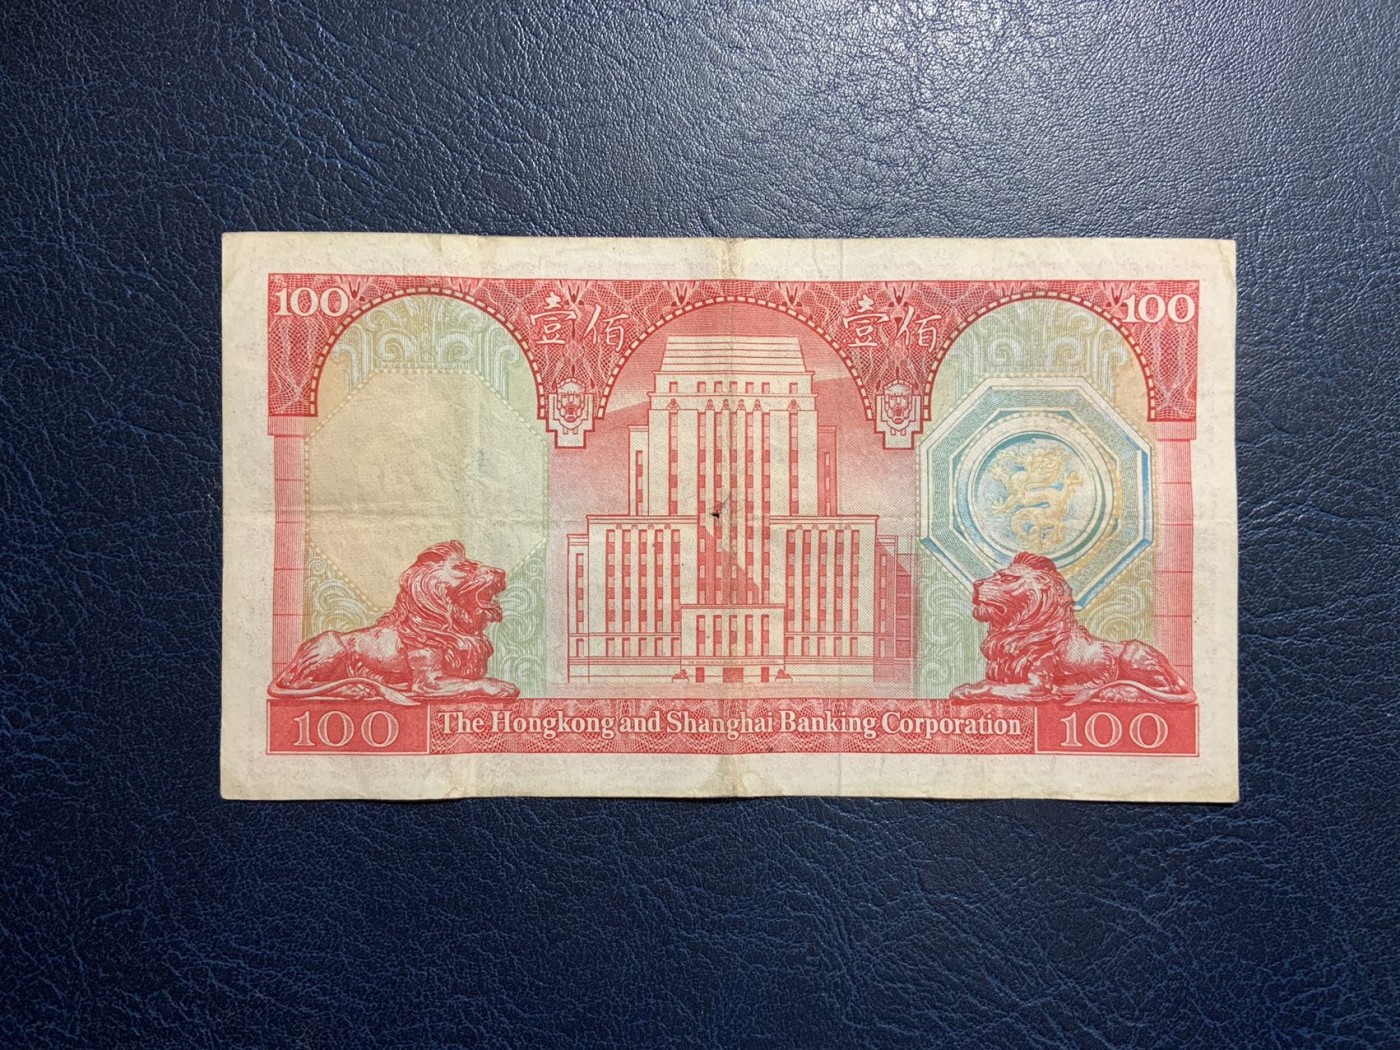 100 壹佰 壹佰 100
100 The Hongkong and Shanghai Banking Corporation 100